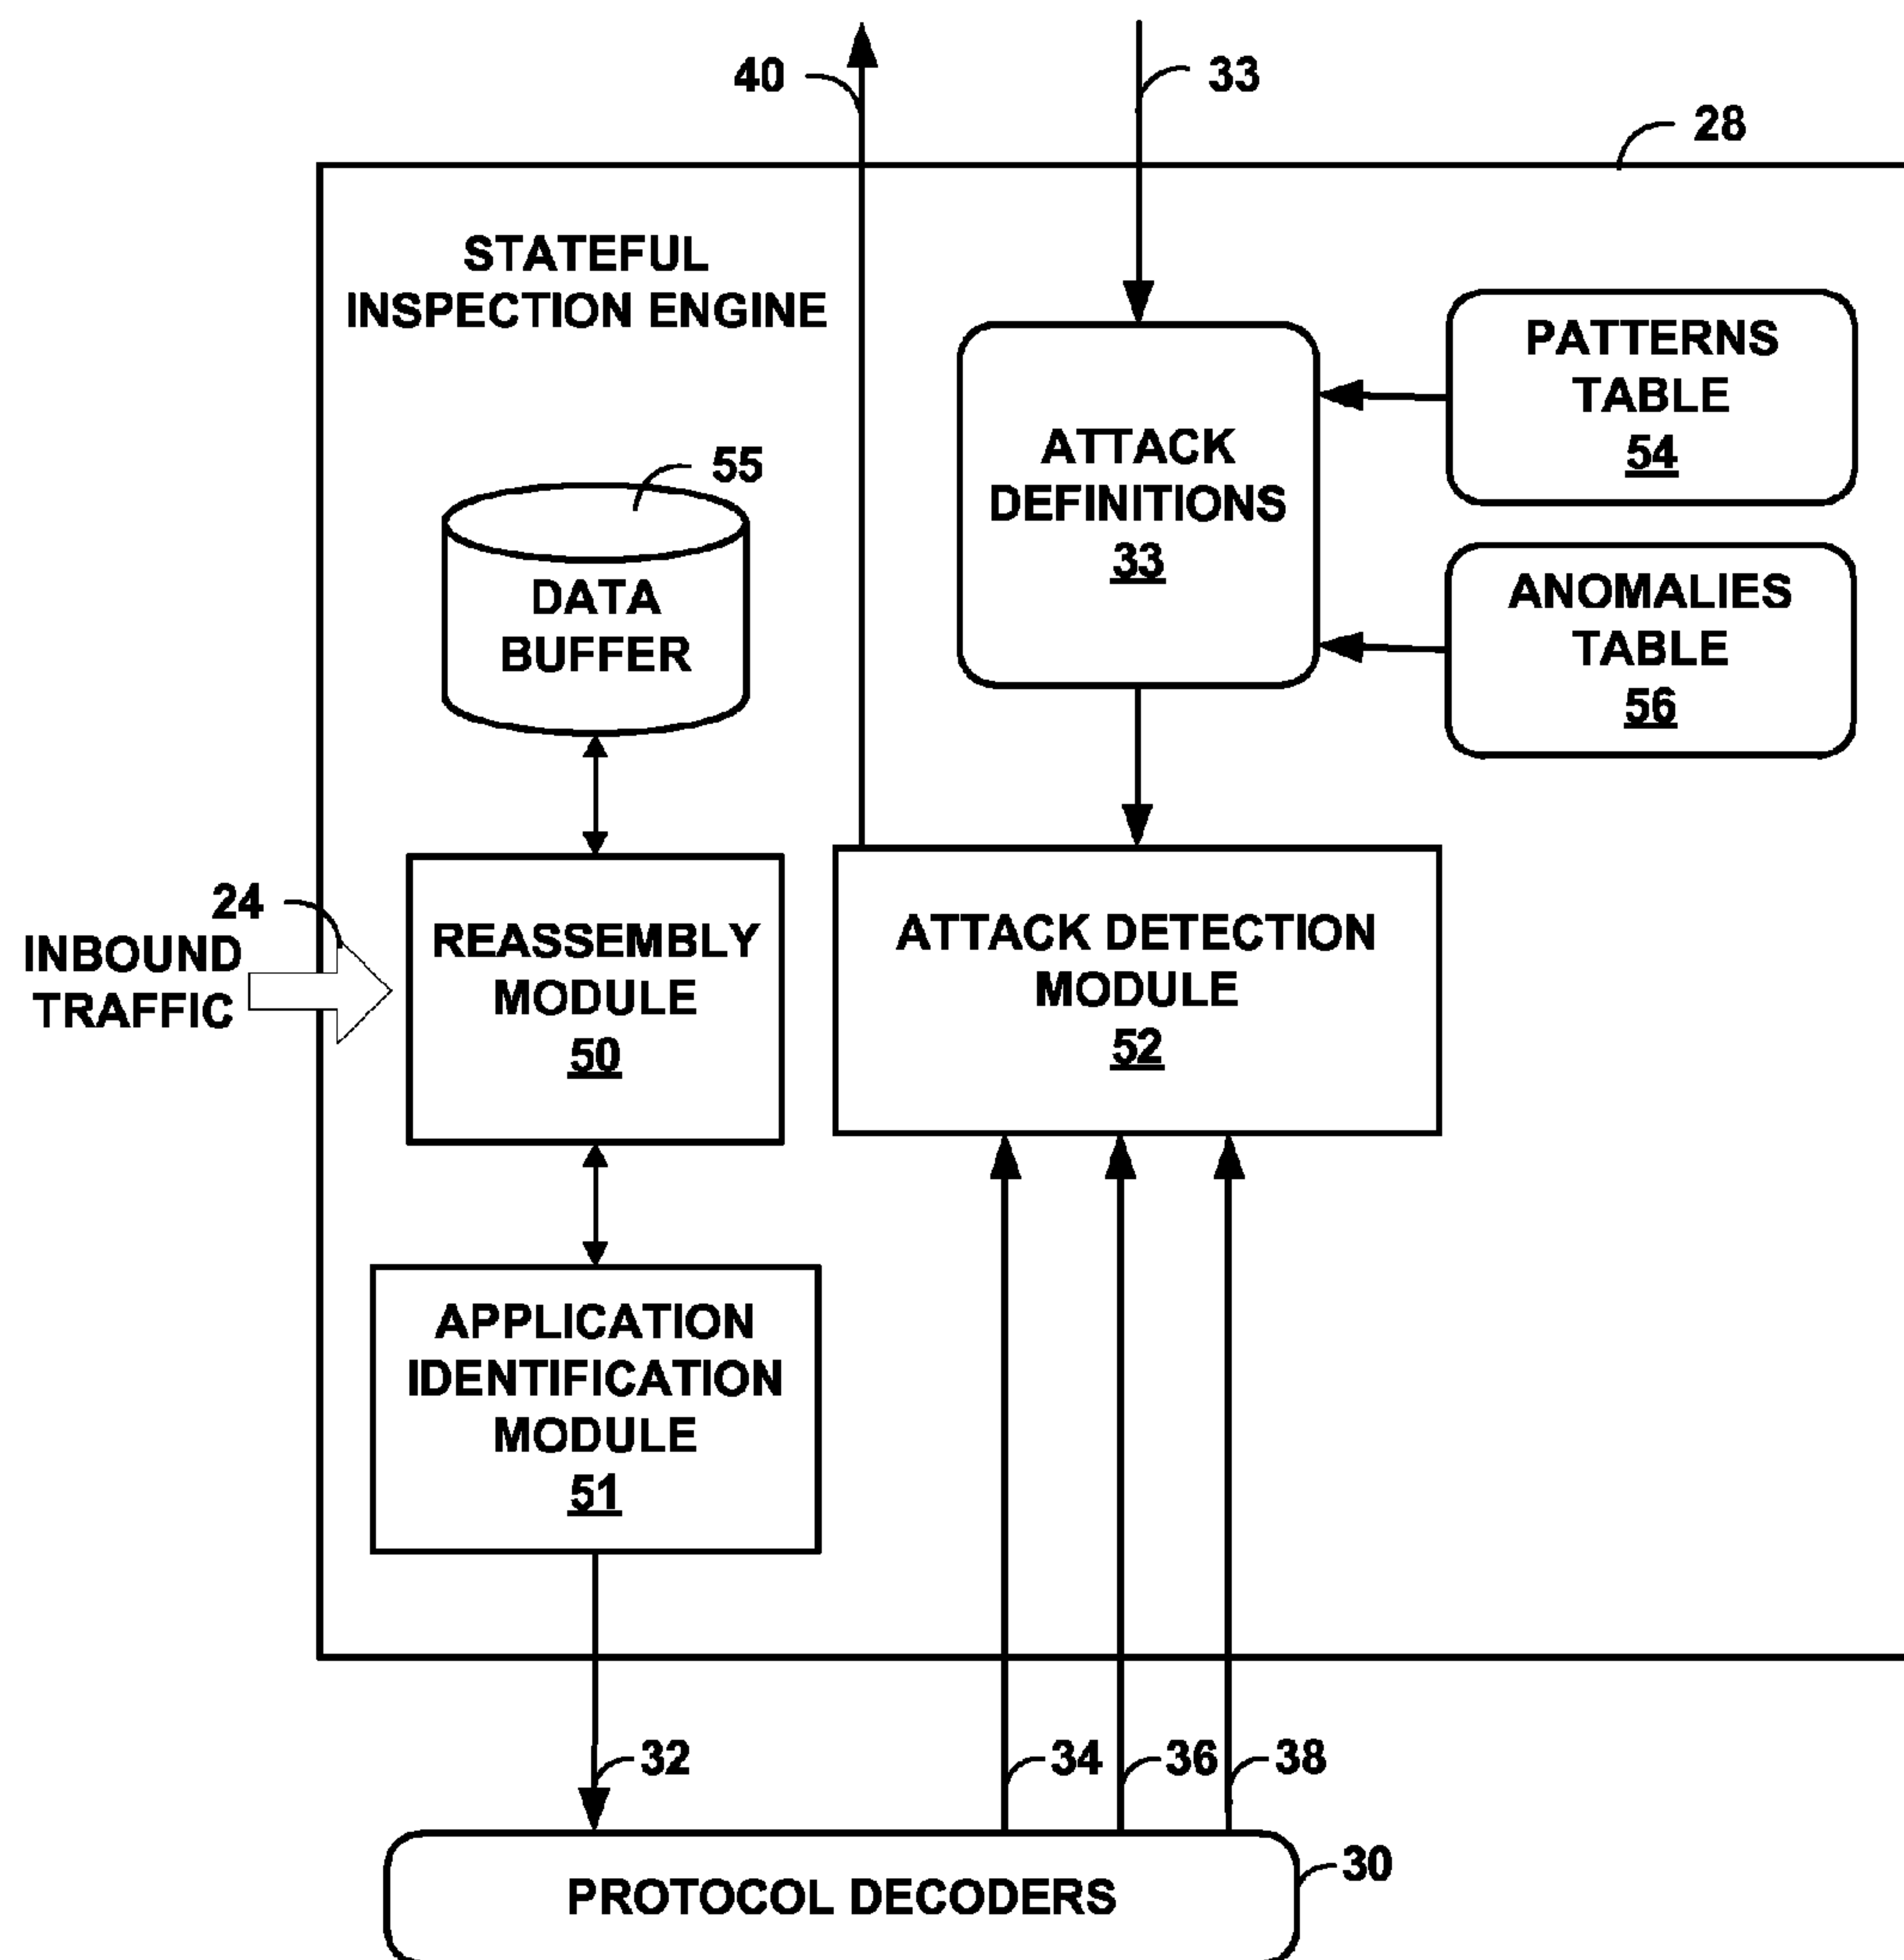 40
33
28
STATEFUL
INSPECTION ENGINE
PATTERNS
TABLE
54
ATTACK
DEFINITIONS
33
55
DATA
BUFFER
ANOMALIES
TABLE
56
24
INBOUND
TRAFFIC
REASSEMBLY
MODULE
50
ATTACK DETECTION
MODULE
52
APPLICATION
IDENTIFICATION
MODULE
51
32
34
36
38
PROTOCOL DECODERS
30